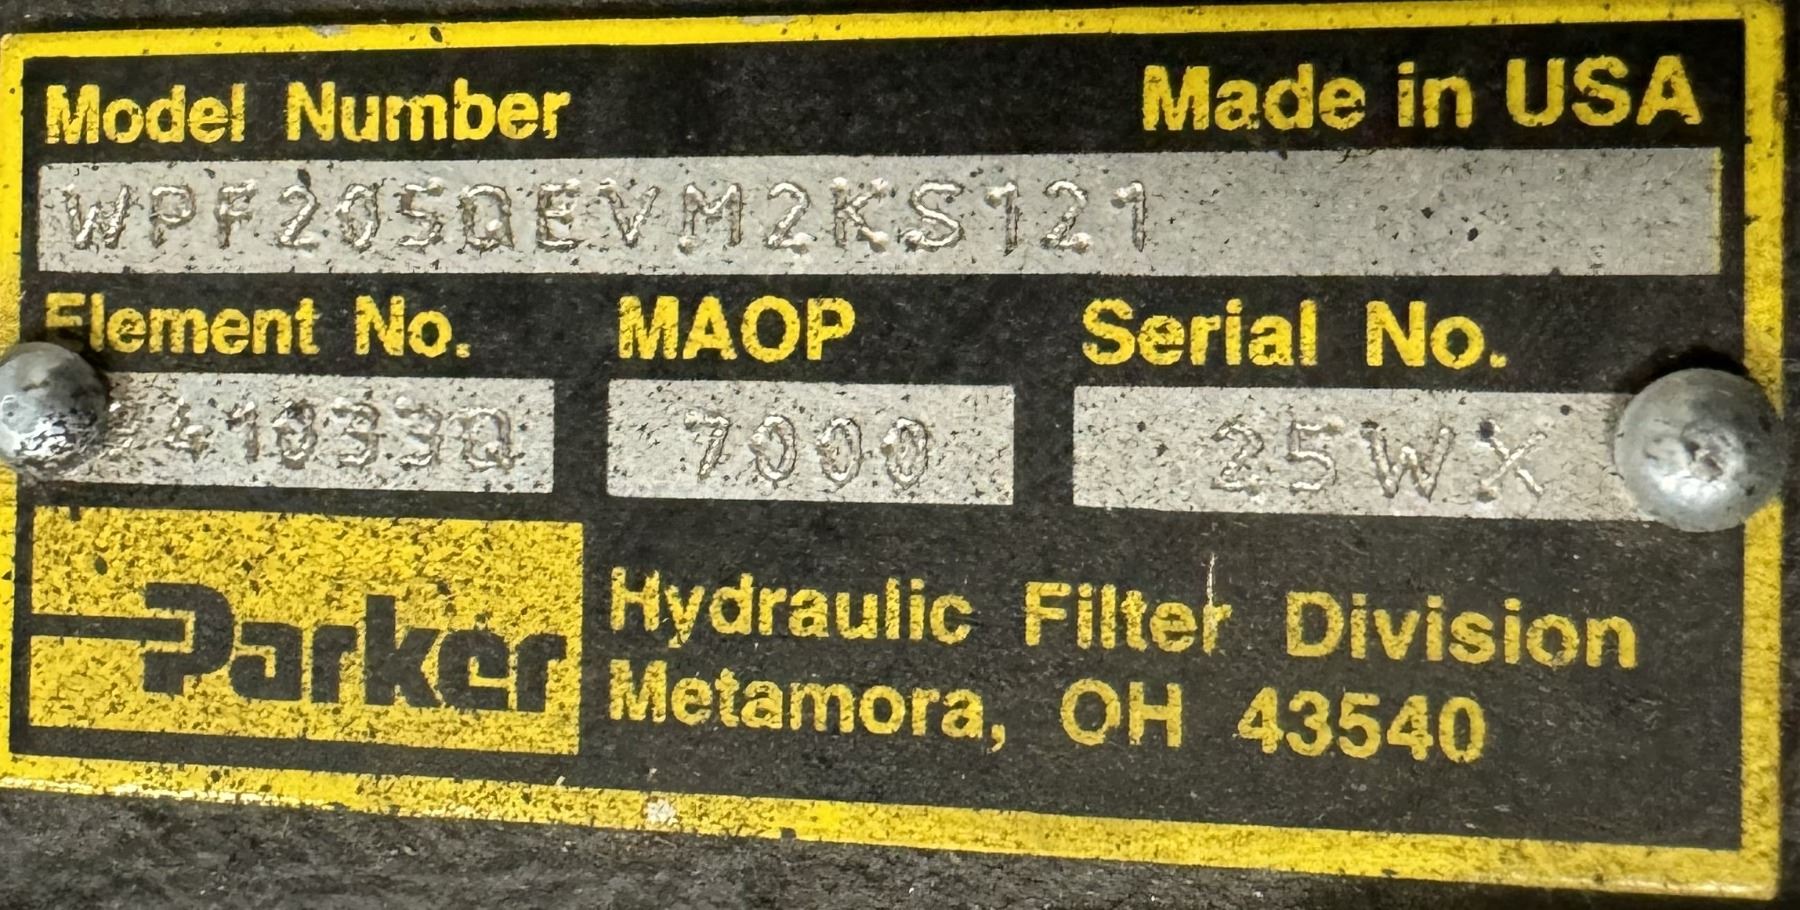 Model Number Made in USA
WPF205QEVM2KS121
Element No. MAOP Serial No.
7000 25WX
Parker Hydraulic Filter Division
Metamora, OH 43540